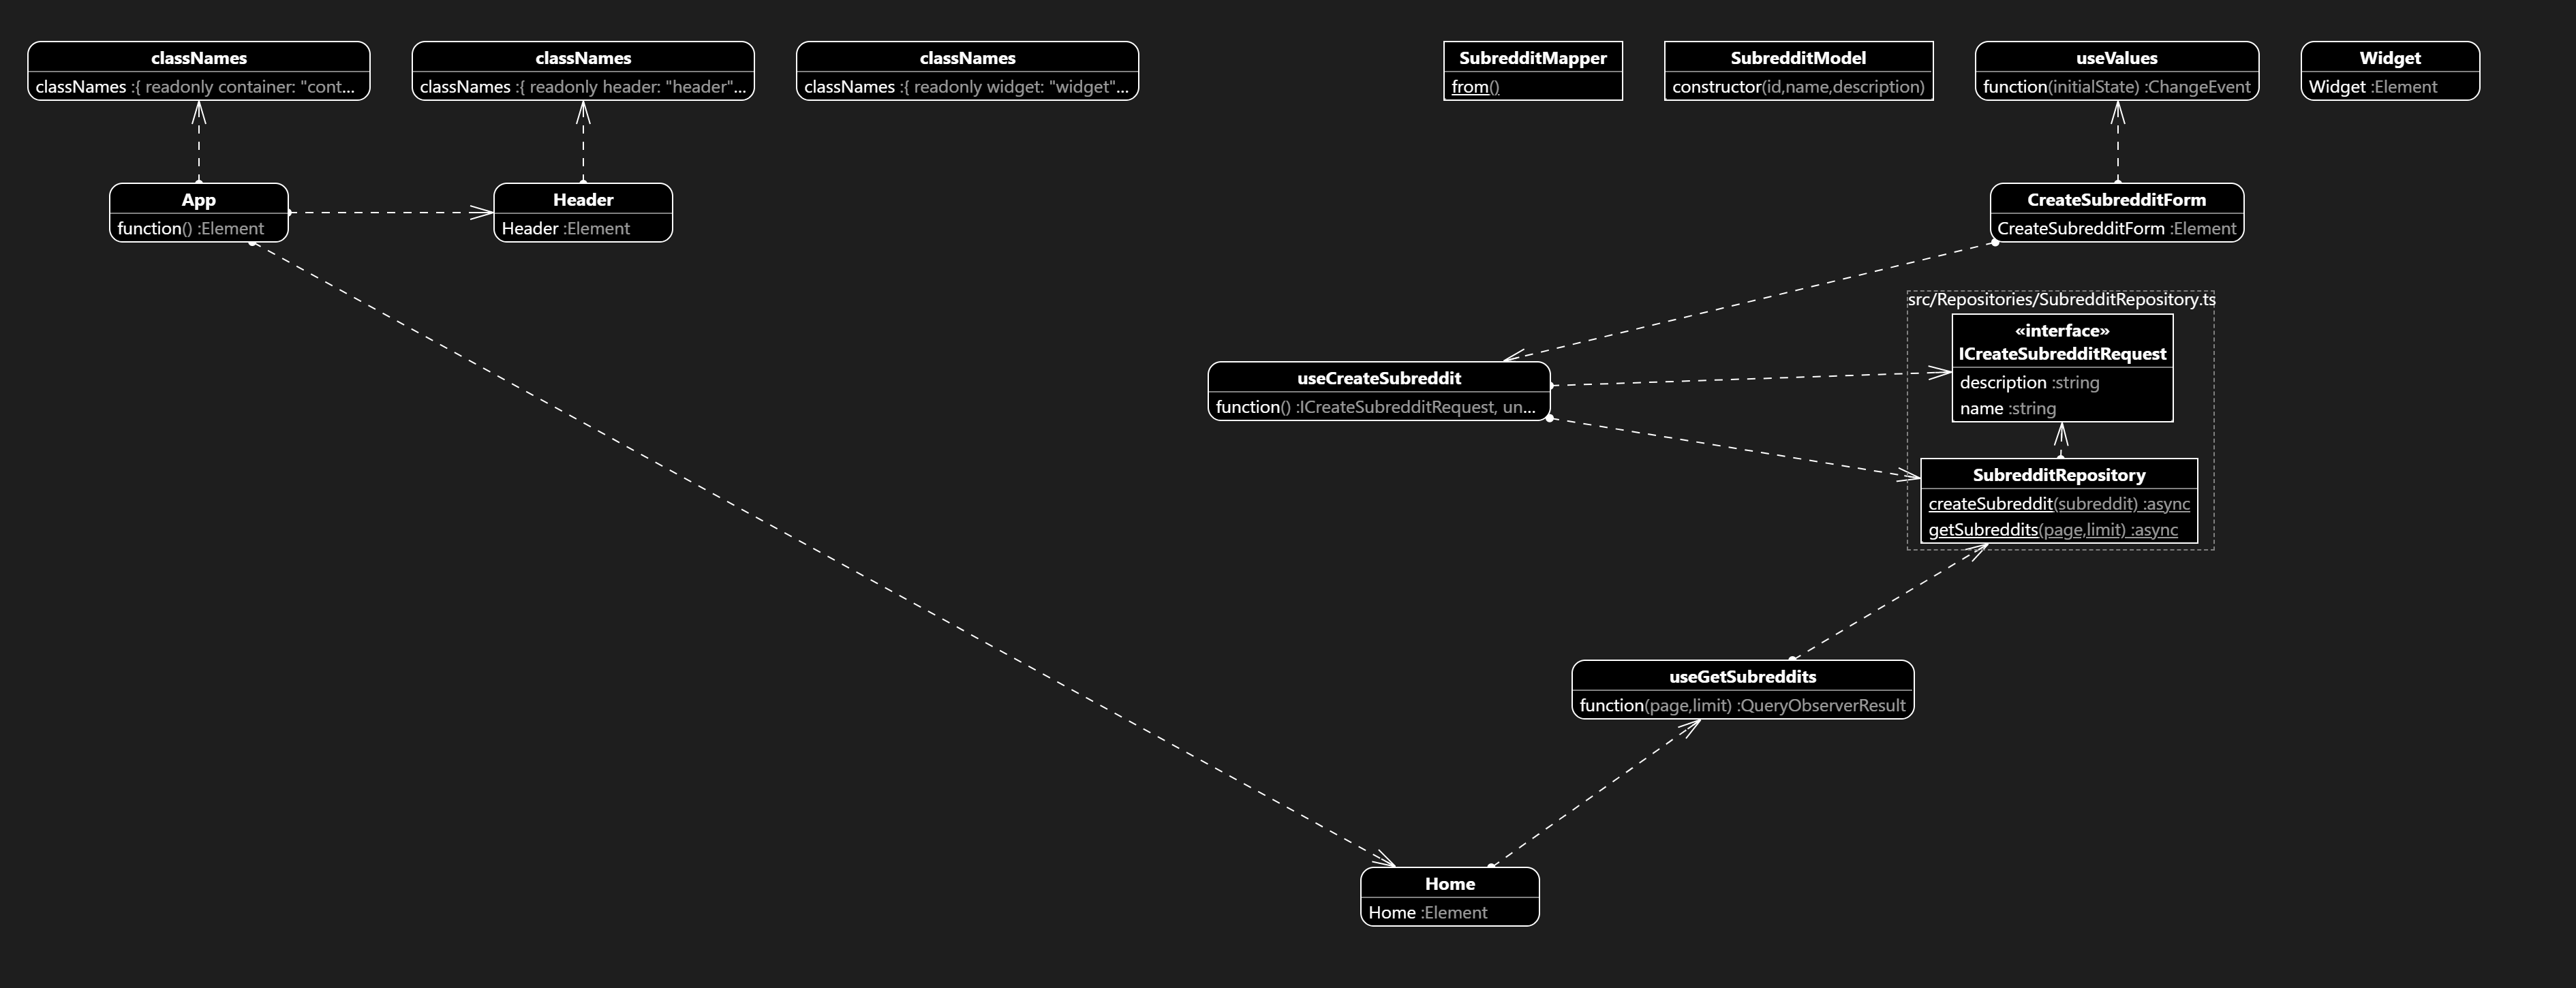 classNames
classNames :{ readonly container: "cont...
classNames
classNames :{ readonly header: "header"...
classNames
classNames :{ readonly widget: "widget"...
SubredditMapper
from()
SubredditModel
constructor(id,name,description)
useValues
function(initialState) :ChangeEvent
Widget
Widget :Element
App
function() :Element
Header
Header :Element
CreateSubredditForm
CreateSubredditForm :Element
src/Repositories/SubredditRepository.ts
«interface»
ICreateSubredditRequest
description :string
name :string
useCreateSubreddit
function() :ICreateSubredditRequest, un...
SubredditRepository
createSubreddit(subreddit) :async
getSubreddits(page,limit) :async
useGetSubreddits
function(page,limit) :QueryObserverResult
Home
Home :Element